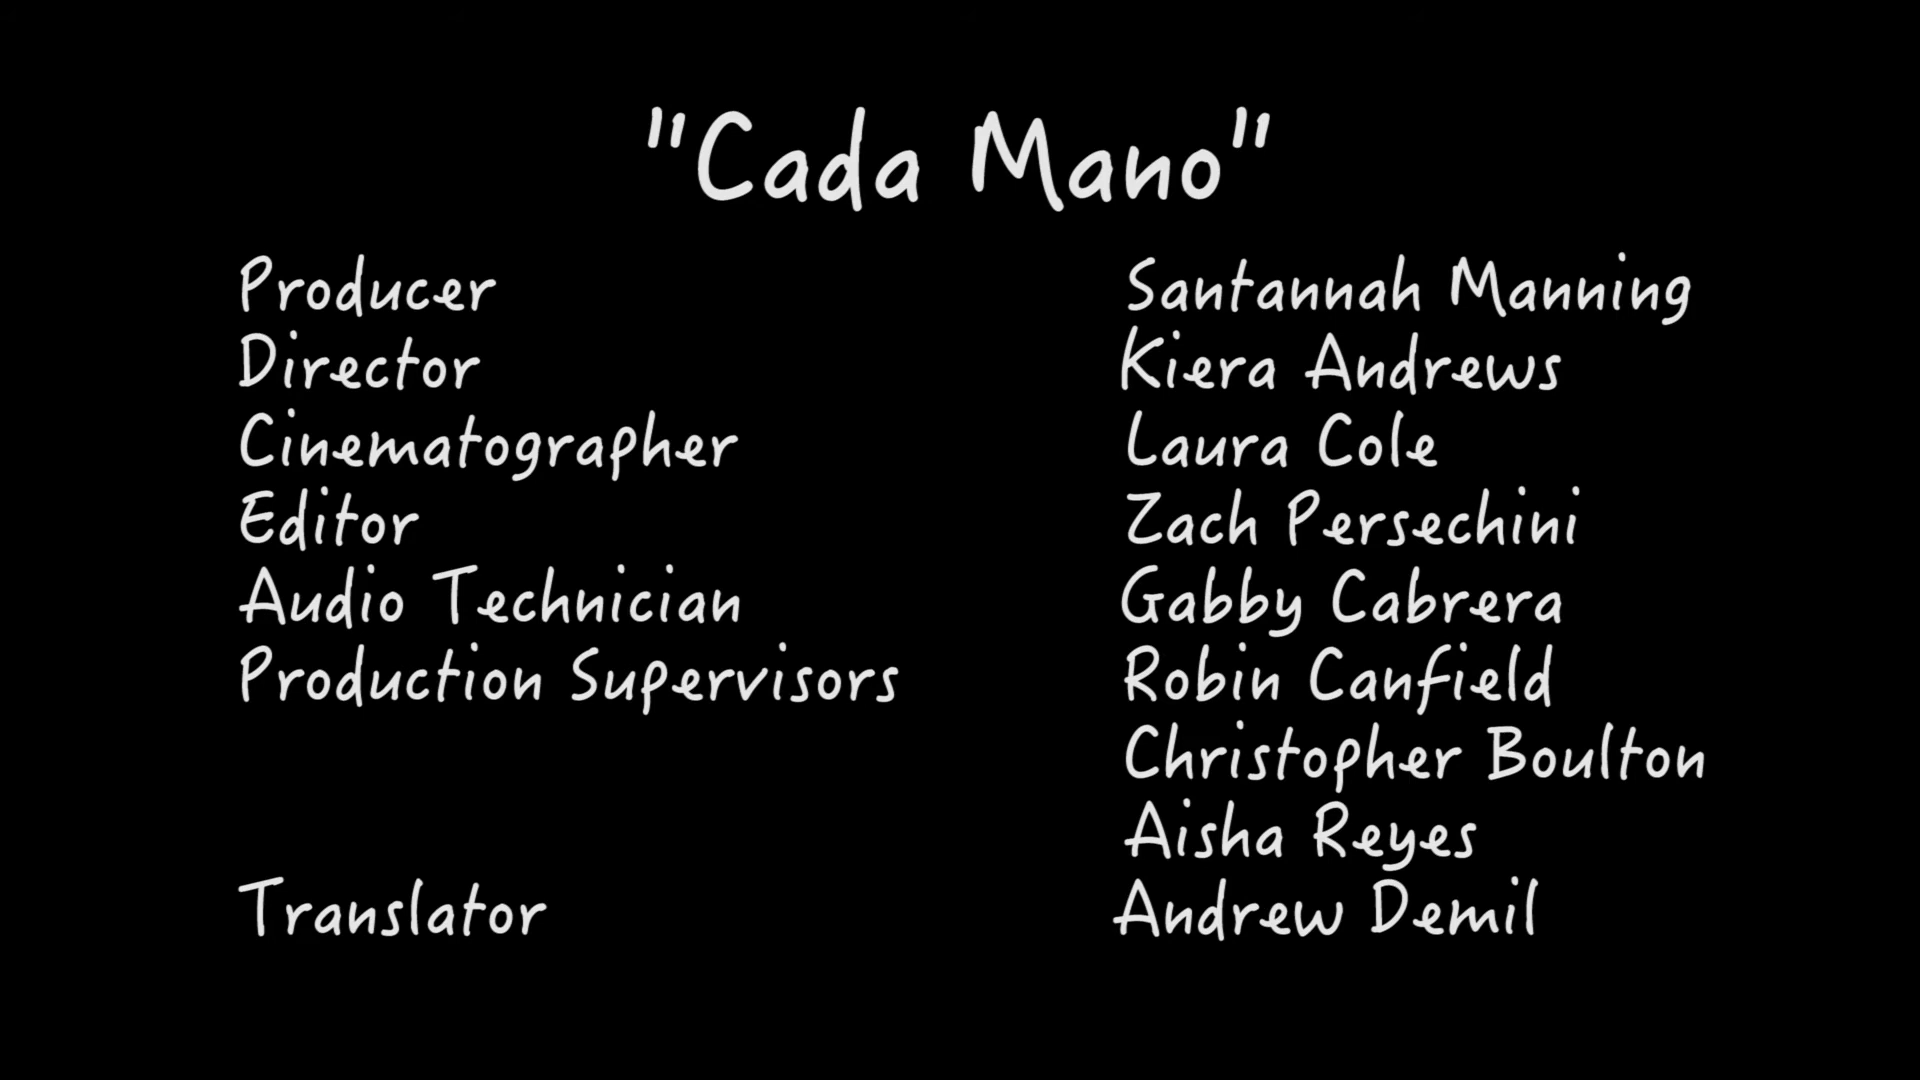 "Cada Mano"
Producer Santannah Manning
Director Kiera Andrews
Cinematographer Laura Cole
Editor Zach Persechini
Audio Technician Gabby Cabrera
Production Supervisors Robin Canfield
Christopher Boulton
Aisha Reyes
Translator Andrew Demil